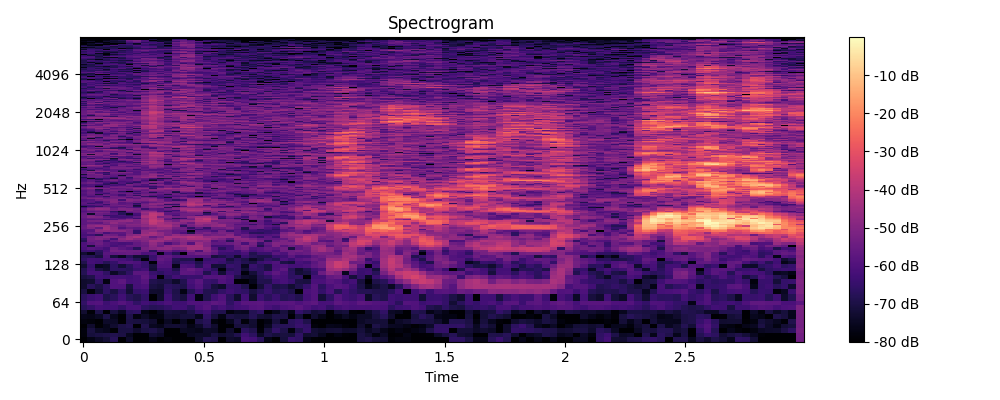 Spectrogram
Hz
4096
2048
1024
512
256
128
64
0
0
0.5
1
1.5
2
2.5
Time
-10 dB
-20 dB
-30 dB
-40 dB
-50 dB
-60 dB
-70 dB
-80 dB